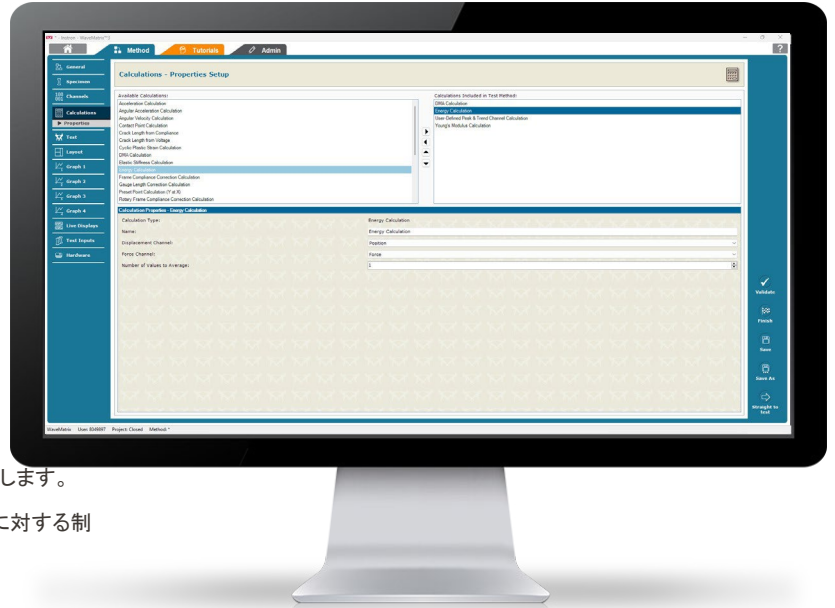 Instron - WaveMatrix™3
Method
Tutorials
Admin
?
General
Specimen
Channels
Calculations
Properties
Test
Layout
Graph 1
Graph 2
Graph 3
Graph 4
Live Displays
Test Inputs
Hardware
Calculations - Properties Setup
Available Calculations:
Acceleration Calculation
Angular Acceleration Calculation
Angular Velocity Calculation
Contact Point Calculation
Crack Length from Compliance
Crack Length from Voltage
Cyclic Plastic Strain Calculation
DMA Calculation
Elastic Stiffness Calculation
Energy Calculation
Frame Compliance Correction Calculation
Gauge Length Correction Calculation
Preset Point Calculation (Y at X)
Rotary Frame Compliance Correction Calculation
Calculations Included in Test Method:
DMA Calculation
Energy Calculation
User-Defined Peak & Trend Channel Calculation
Young's Modulus Calculation
Calculation Properties - Energy Calculation
Calculation Type: Energy Calculation
Name: Energy Calculation
Displacement Channel: Position
Force Channel: Force
Number of Values to Average: 1
Validate
Finish
Save
Save As
Straight to
Test
WaveMatrix Project: Closed Method: *
します。
に対する制